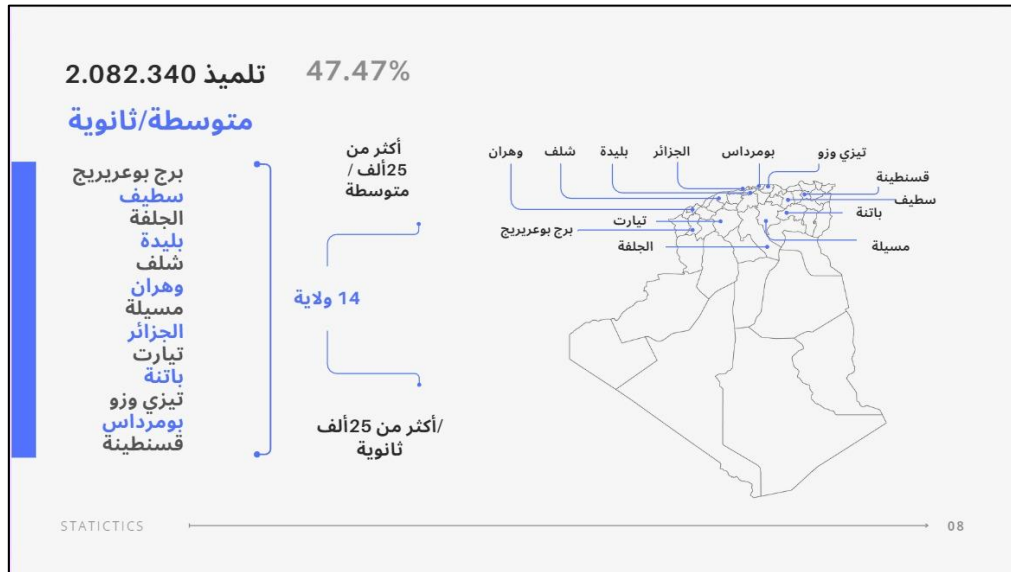 2.082.340 تلميذ
47.47%
متوسطة/ثانوية
برج بوعريريج
سطيف
الجلفة
بليدة
شلف
وهران
مسيلة
الجزائر
تيارت
باتنة
تيزي وزو
بومرداس
قسنطينة
أكثر من
25ألف /
متوسطة
14 ولاية
/أكثر من 25ألف
ثانوية
وهران
شلف
بليدة
الجزائر
بومرداس
تيزي وزو
قسنطينة
سطيف
باتنة
تيارت
برج بوعريريج
الجلفة
مسيلة
STATICTICS
08